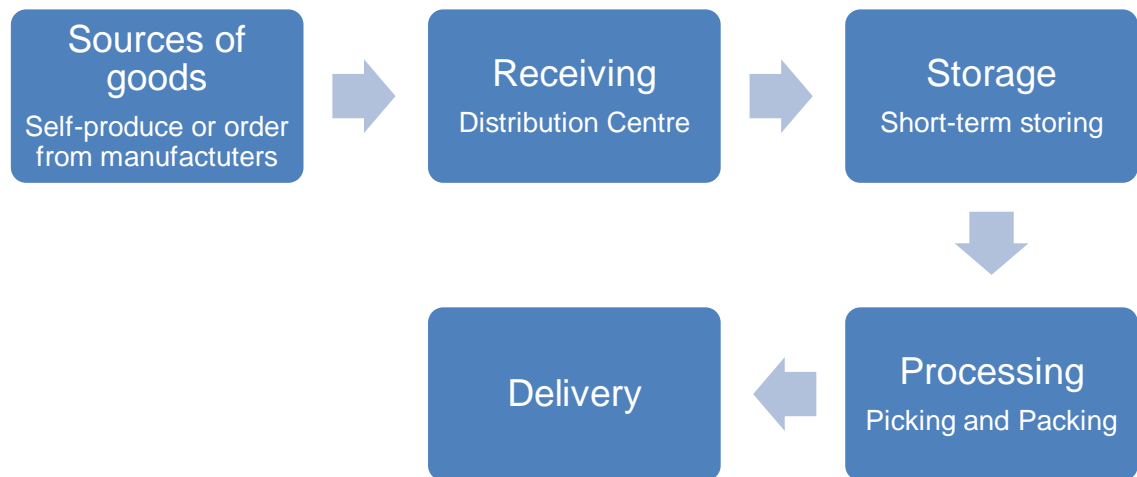 Sources of
goods
Self-produce or order
from manufactuters
Receiving
Distribution Centre
Storage
Short-term storing
Processing
Picking and Packing
Delivery